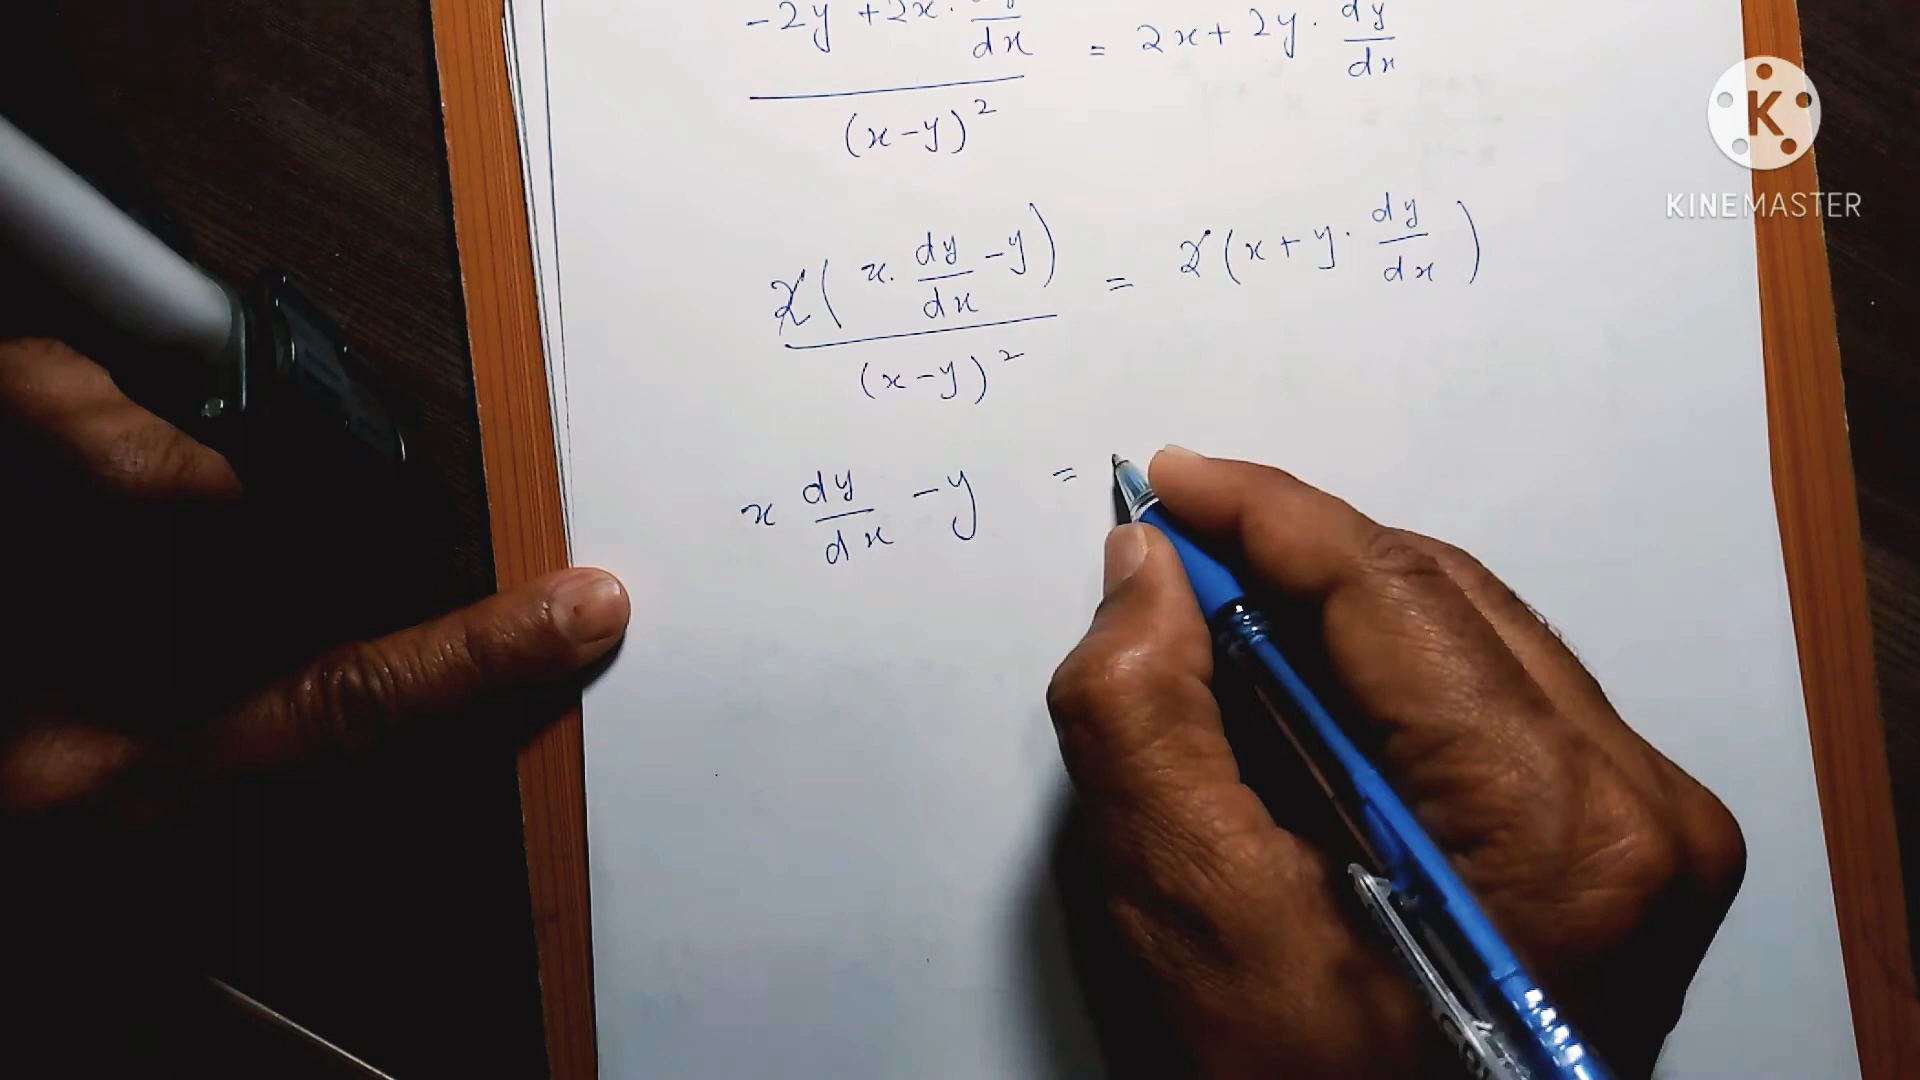 -2y + 2x · dy/dx / (x-y)² = 2x + 2y · dy/dx
2(x · dy/dx - y) / (x-y)² = 2(x + y · dy/dx)
x dy/dx - y =
K
KINEMASTER